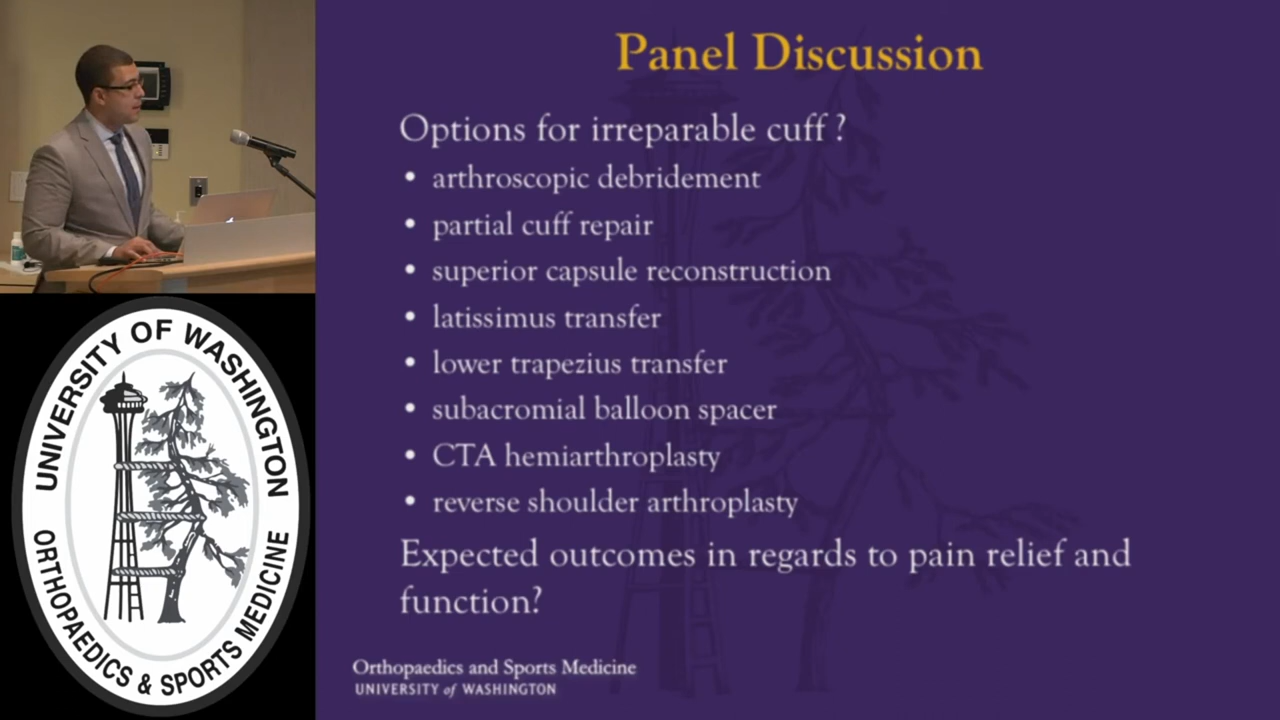 Panel Discussion
Options for irreparable cuff ?
• arthroscopic debridement
• partial cuff repair
• superior capsule reconstruction
• latissimus transfer
• lower trapezius transfer
• subacromial balloon spacer
• CTA hemiarthroplasty
• reverse shoulder arthroplasty
Expected outcomes in regards to pain relief and
function?
Orthopaedics and Sports Medicine
UNIVERSITY of WASHINGTON
UNIVERSITY OF WASHINGTON
ORTHOPAEDICS & SPORTS MEDICINE